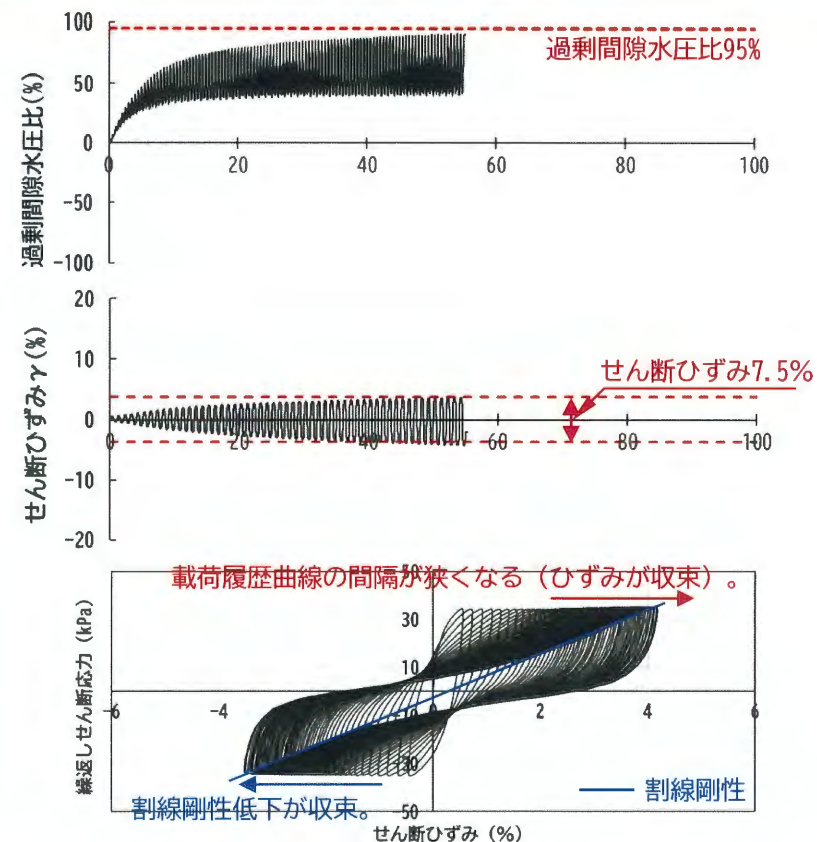 過剰間隙水圧比(%)
100
50
0
-50
-100
0 20 40 60 80 100
過剰間隙水圧比95%
せん断ひずみγ(%)
20
10
0
-10
-20
0 20 40 60 80 100
せん断ひずみ7.5%
載荷履歴曲線の間隔が狭くなる（ひずみが収束）。
繰返しせん断応力 (kPa)
50
30
10
-10
-30
-50
-6 -4 -2 0 2 4 6
割線剛性低下が収束。
割線剛性
せん断ひずみ (%)